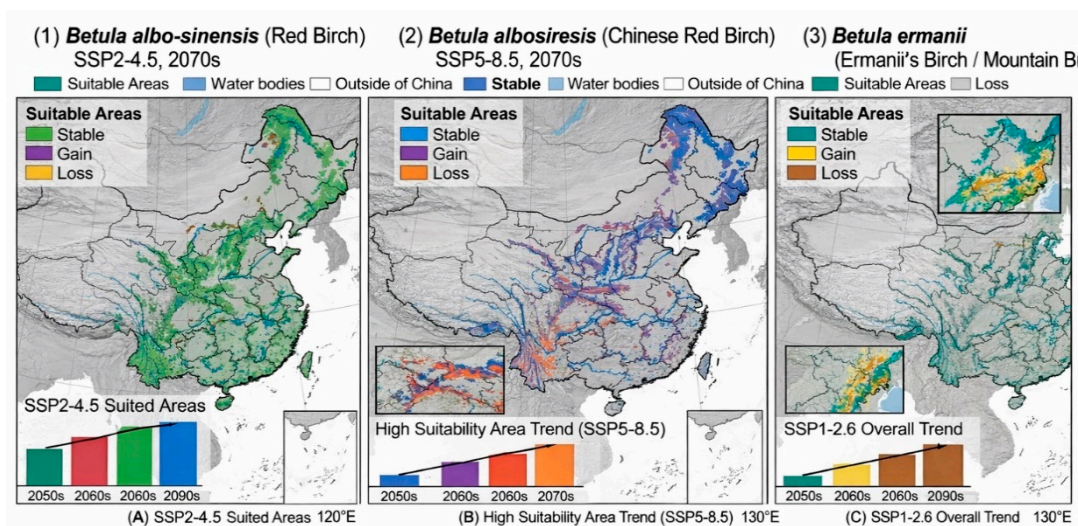 (1) Betula albo-sinensis (Red Birch)
SSP2-4.5, 2070s
(2) Betula albosiresis (Chinese Red Birch)
SSP5-8.5, 2070s
(3) Betula ermanii
(Ermanii's Birch / Mountain Br
Suitable Areas Water bodies Outside of China Stable Water bodies Outside of China Suitable Areas Loss
Suitable Areas
Stable
Gain
Loss
SSP2-4.5 Suited Areas
2050s 2060s 2060s 2090s
(A) SSP2-4.5 Suited Areas 120°E
Suitable Areas
Stable
Gain
Loss
High Suitability Area Trend (SSP5-8.5)
2050s 2060s 2060s 2070s
(B) High Suitability Area Trend (SSP5-8.5) 130°E
Suitable Areas
Stable
Gain
Loss
SSP1-2.6 Overall Trend
2050s 2060s 2060s 2090s
(C) SSP1-2.6 Overall Trend 130°E